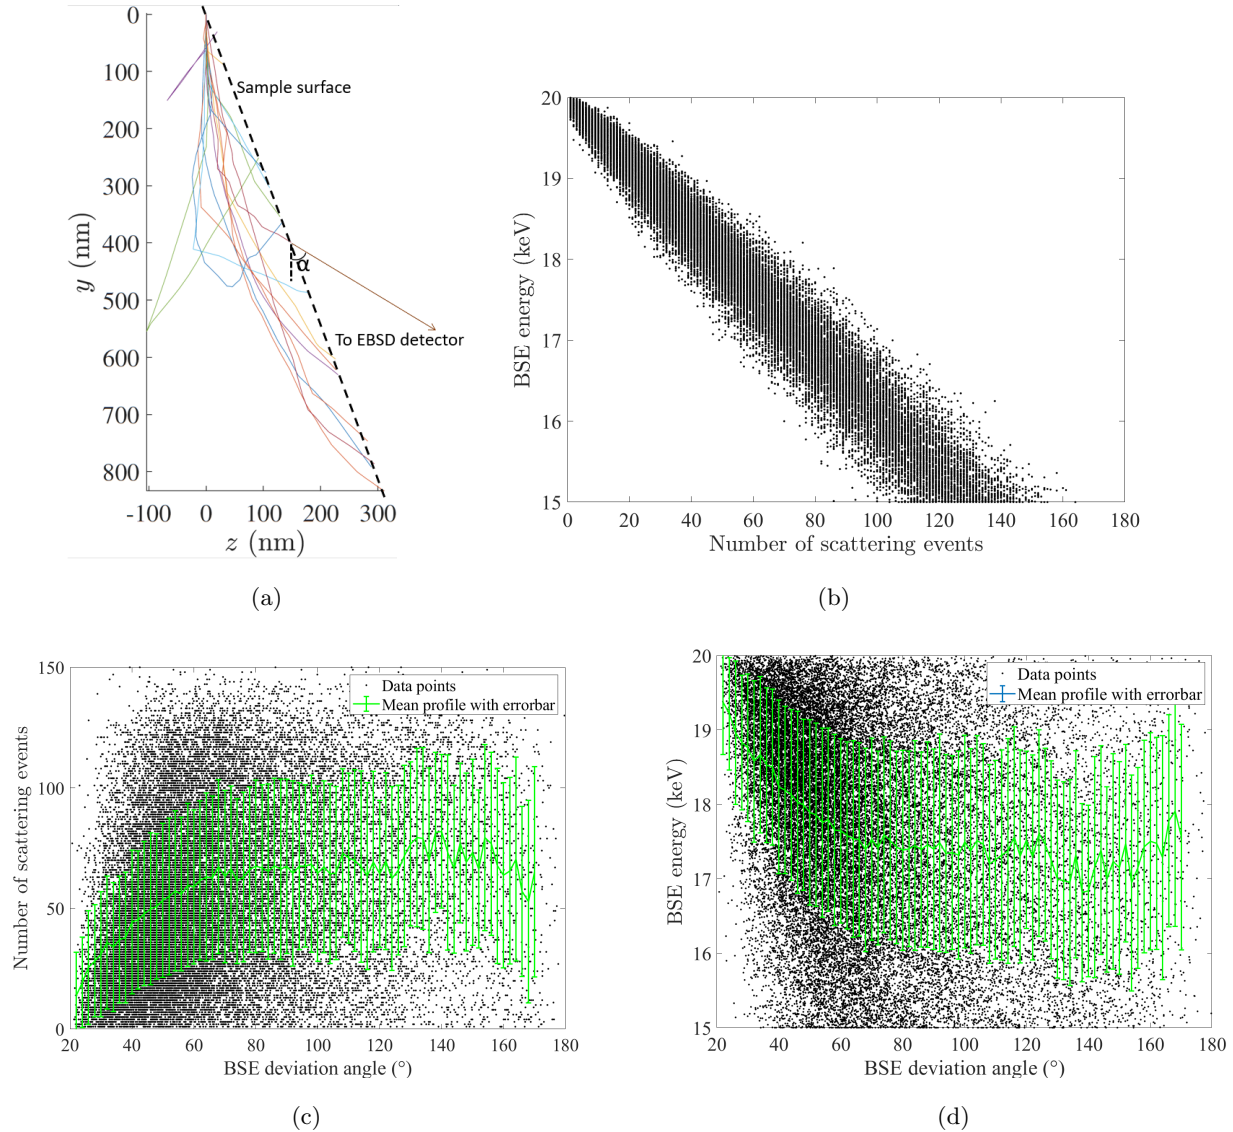 0
100
200
300
400
500
600
700
800
y (nm)
-100 0 100 200 300
z (nm)
Sample surface
α
To EBSD detector
(a)
20
19
18
17
16
15
BSE energy (keV)
0 20 40 60 80 100 120 140 160 180
Number of scattering events
(b)
150
100
50
0
Number of scattering events
Data points
Mean profile with errorbar
20 40 60 80 100 120 140 160 180
BSE deviation angle (°)
(c)
20
19
18
17
16
15
BSE energy (keV)
Data points
Mean profile with errorbar
22 40 60 80 100 120 140 160 180
BSE deviation angle (°)
(d)